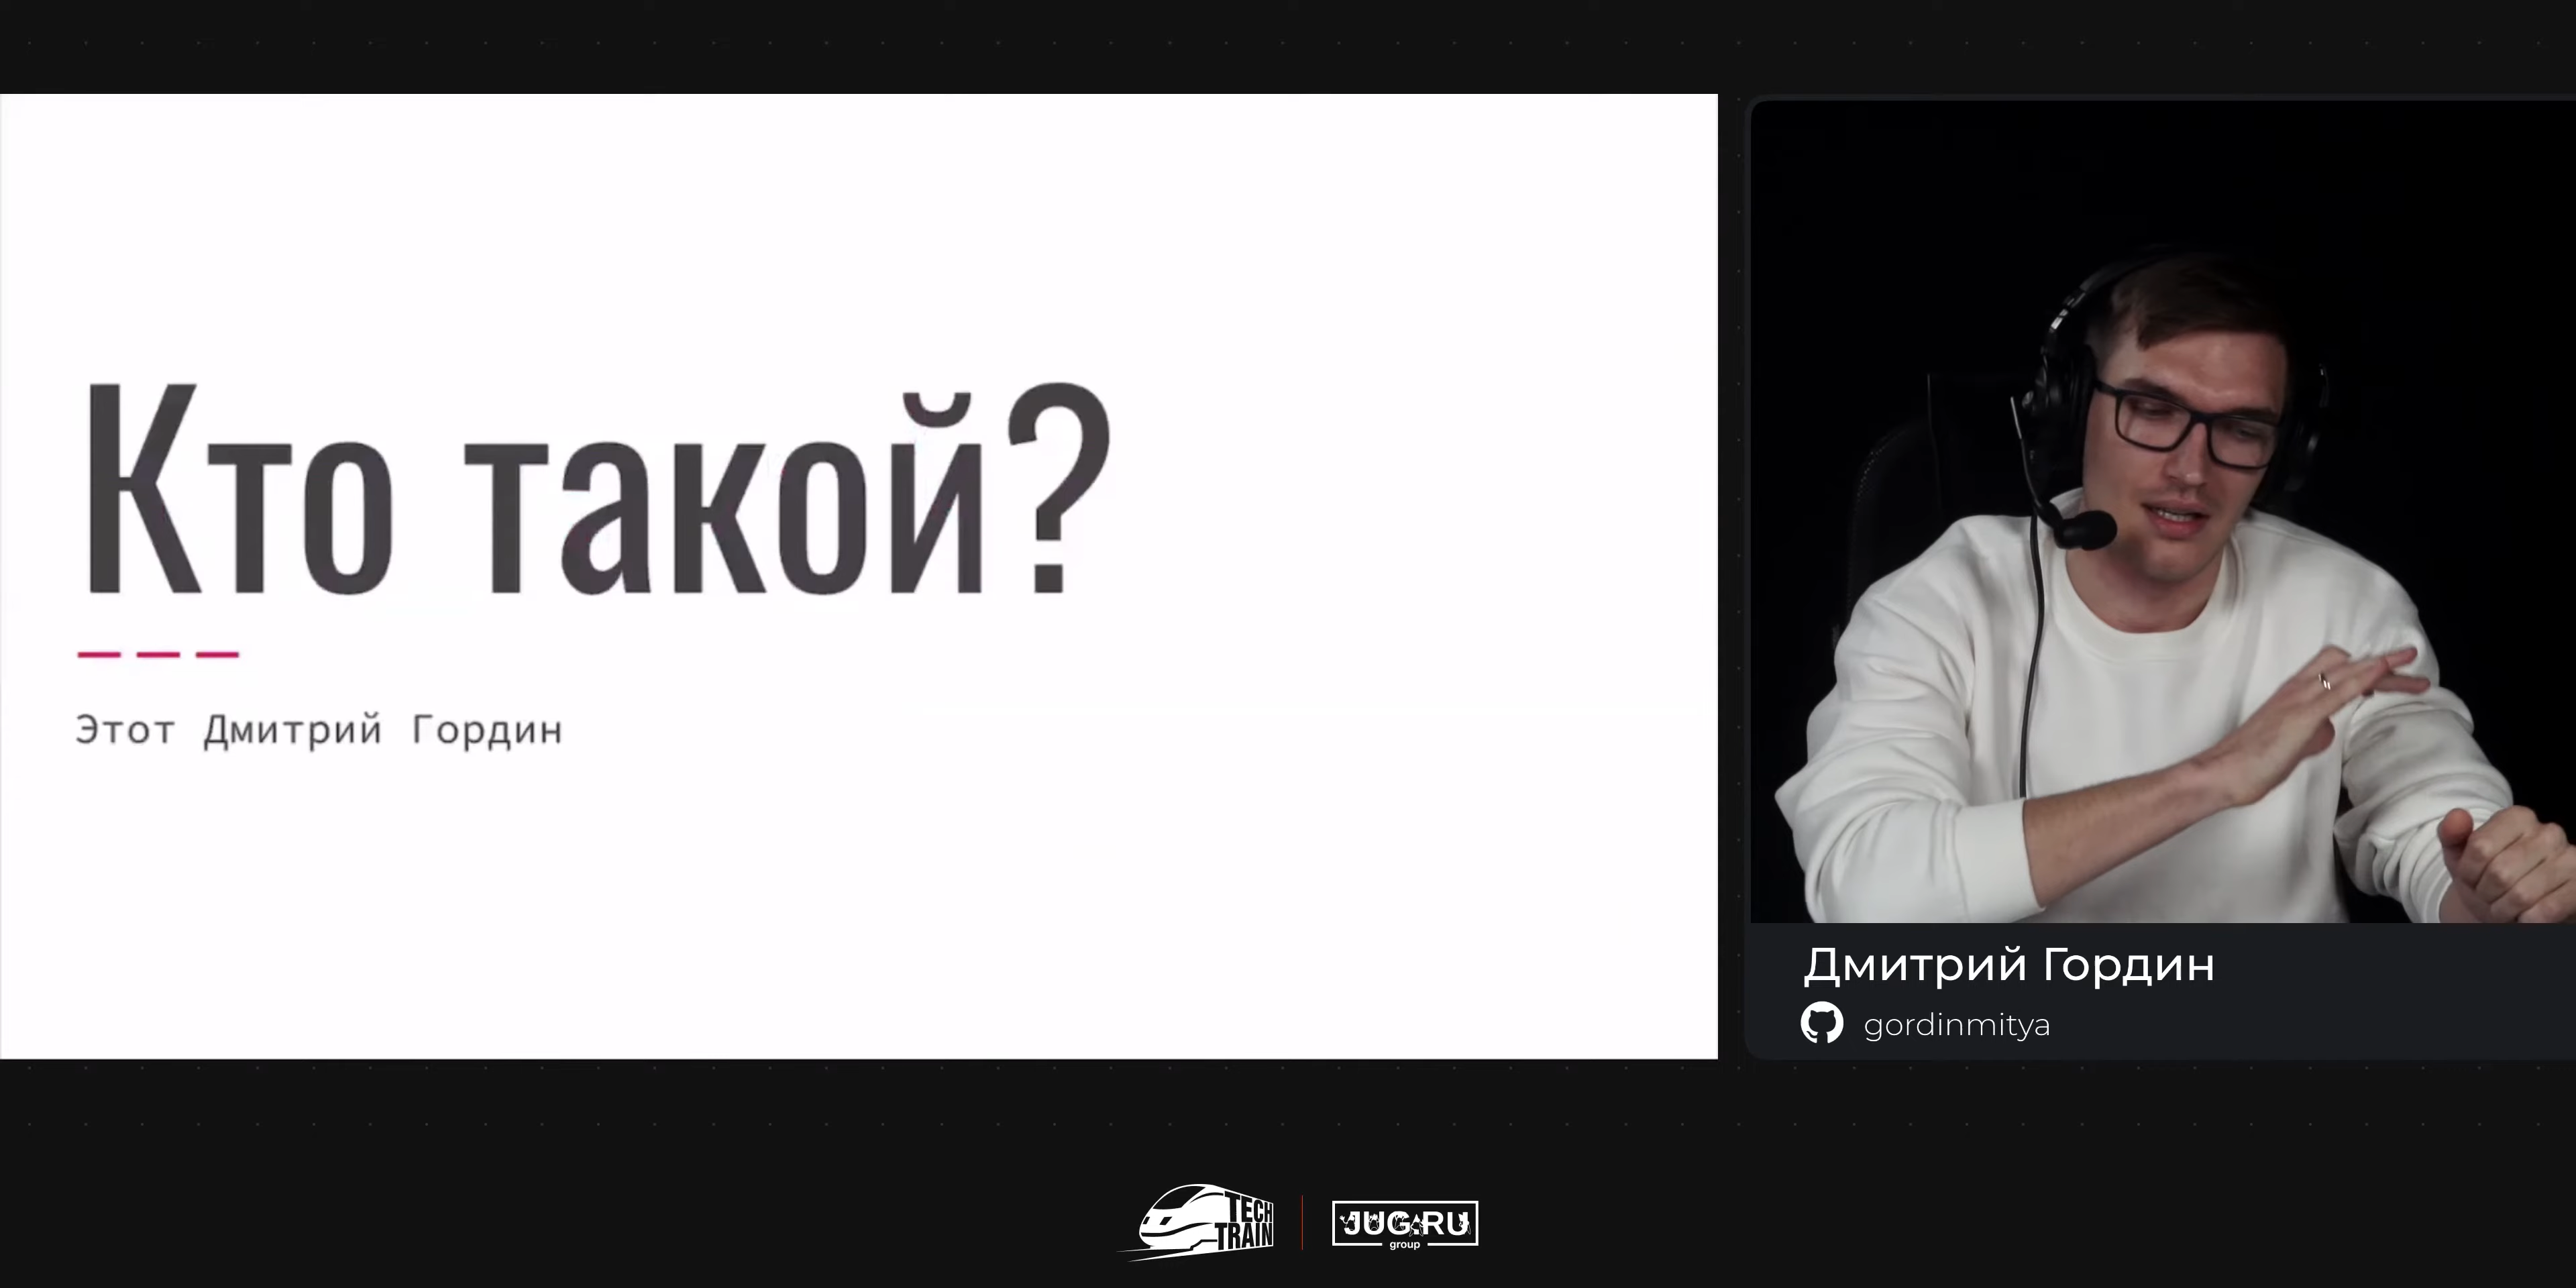 Кто такой?
Этот Дмитрий Гордин
Дмитрий Гордин
gordinmitya
TECH
TRAIN
JUG.RU
group